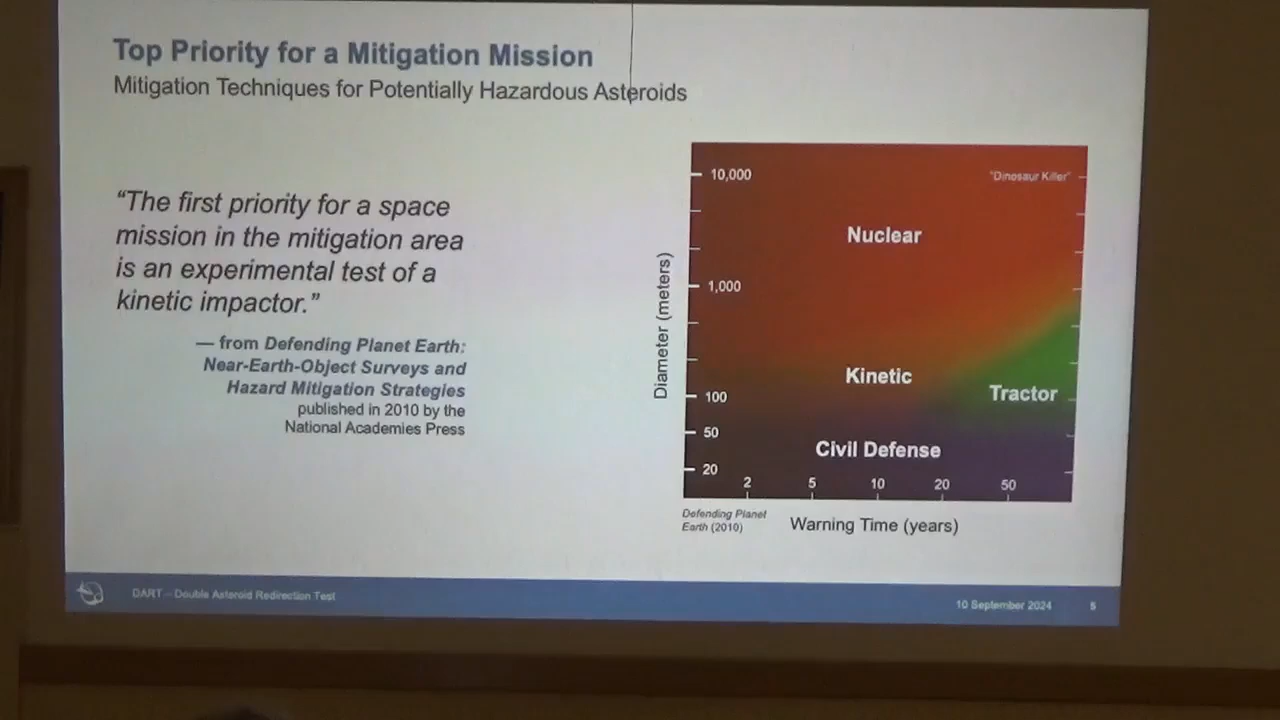 Top Priority for a Mitigation Mission
Mitigation Techniques for Potentially Hazardous Asteroids
“The first priority for a space
mission in the mitigation area
is an experimental test of a
kinetic impactor.”
— from Defending Planet Earth:
Near-Earth-Object Surveys and
Hazard Mitigation Strategies
published in 2010 by the
National Academies Press
Diameter (meters)
10,000
"Dinosaur Killer"
Nuclear
1,000
Kinetic
100
Tractor
50
Civil Defense
20
2 5 10 20 50
Defending Planet
Earth (2010)
Warning Time (years)
DART – Double Asteroid Redirection Test
10 September 2024
5